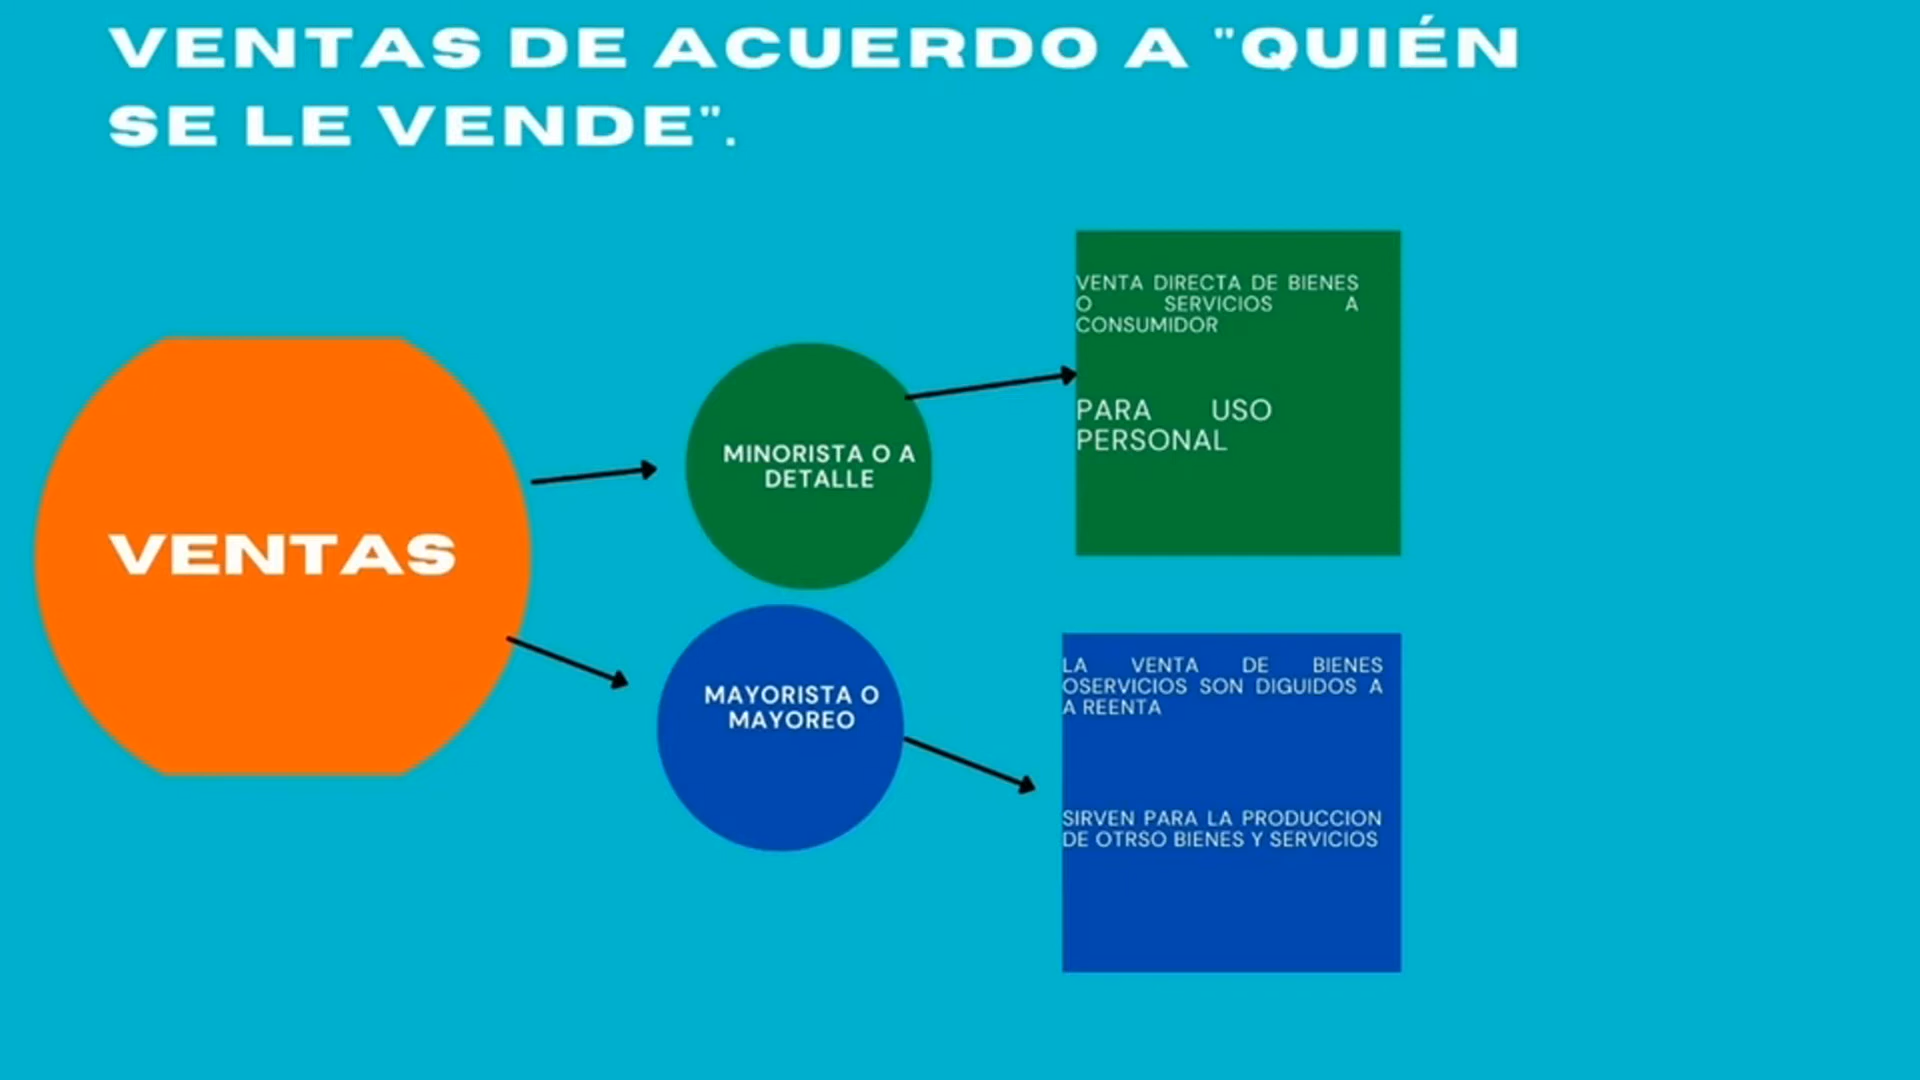 VENTAS DE ACUERDO A "QUIÉN
SE LE VENDE".
VENTAS
MINORISTA O A
DETALLE
VENTA DIRECTA DE BIENES
O SERVICIOS A
CONSUMIDOR
PARA USO
PERSONAL
MAYORISTA O
MAYOREO
LA VENTA DE BIENES
OSERVICIOS SON DIGUIDOS A
A REENTA
SIRVEN PARA LA PRODUCCION
DE OTRSO BIENES Y SERVICIOS